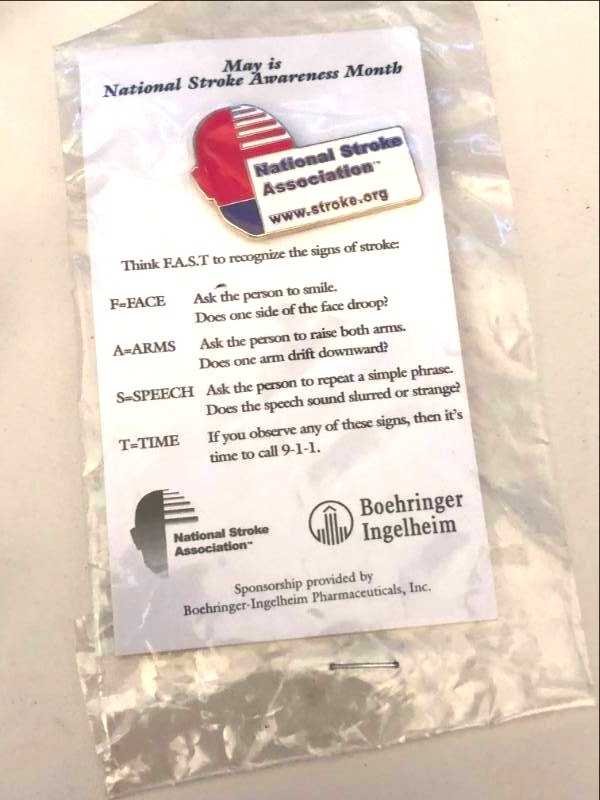 May is
National Stroke Awareness Month
National Stroke
Association™
www.stroke.org
Think F.A.S.T to recognize the signs of stroke:
F=FACE Ask the person to smile.
Does one side of the face droop?
A=ARMS Ask the person to raise both arms.
Does one arm drift downward?
S=SPEECH Ask the person to repeat a simple phrase.
Does the speech sound slurred or strange?
T=TIME If you observe any of these signs, then it's
time to call 9-1-1.
National Stroke
Association™
Boehringer
Ingelheim
Sponsorship provided by
Boehringer-Ingelheim Pharmaceuticals, Inc.